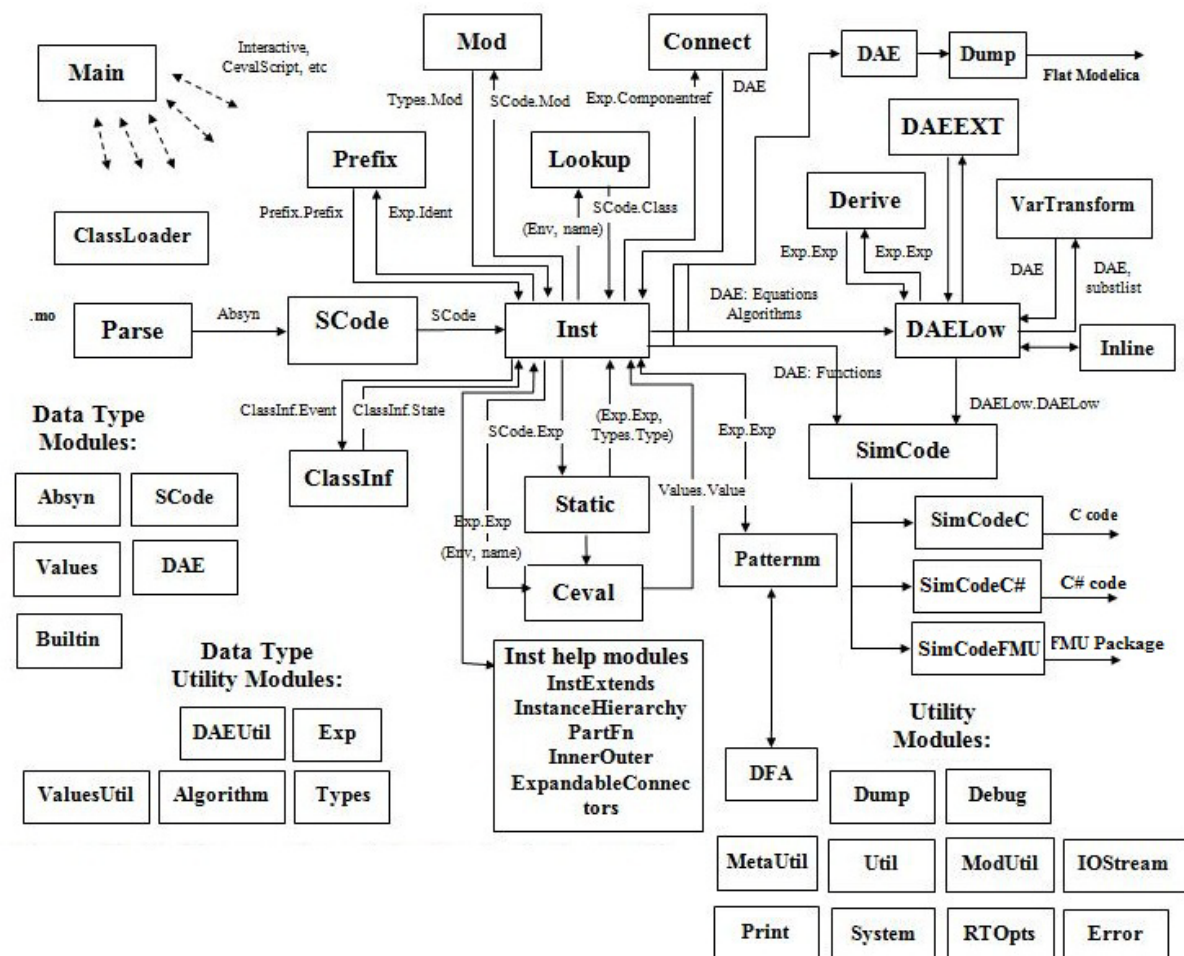 Main
Interactive,
CevalScript, etc
Mod
Connect
DAE
Dump
Flat Modelica
Types.Mod
SCode.Mod
Exp.Componentref
DAE
DAEEXT
Prefix
Lookup
Derive
VarTransform
Prefix.Prefix
Exp.Ident
SCode.Class
(Env, name)
ClassLoader
Exp.Exp
Exp.Exp
DAE
DAE,
substlist
.mo
Parse
Absyn
SCode
SCode
Inst
DAE: Equations
Algorithms
DAELow
Inline
DAE: Functions
DAELow.DAELow
Data Type
Modules:
ClassInf.Event
ClassInf.State
SCode.Exp
(Exp.Exp,
Types.Type)
Exp.Exp
SimCode
ClassInf
Absyn
SCode
Static
Values.Value
SimCodeC
C code
Exp.Exp
(Env, name)
Values
DAE
Patternm
Ceval
SimCodeC#
C# code
Builtin
SimCodeFMU
FMU Package
Data Type
Utility Modules:
Inst help modules
InstExtends
InstanceHierarchy
PartFn
InnerOuter
ExpandableConnec
tors
DAEUtil
Exp
ValuesUtil
Algorithm
Types
DFA
Utility
Modules:
Dump
Debug
MetaUtil
Util
ModUtil
IOStream
Print
System
RTOpts
Error